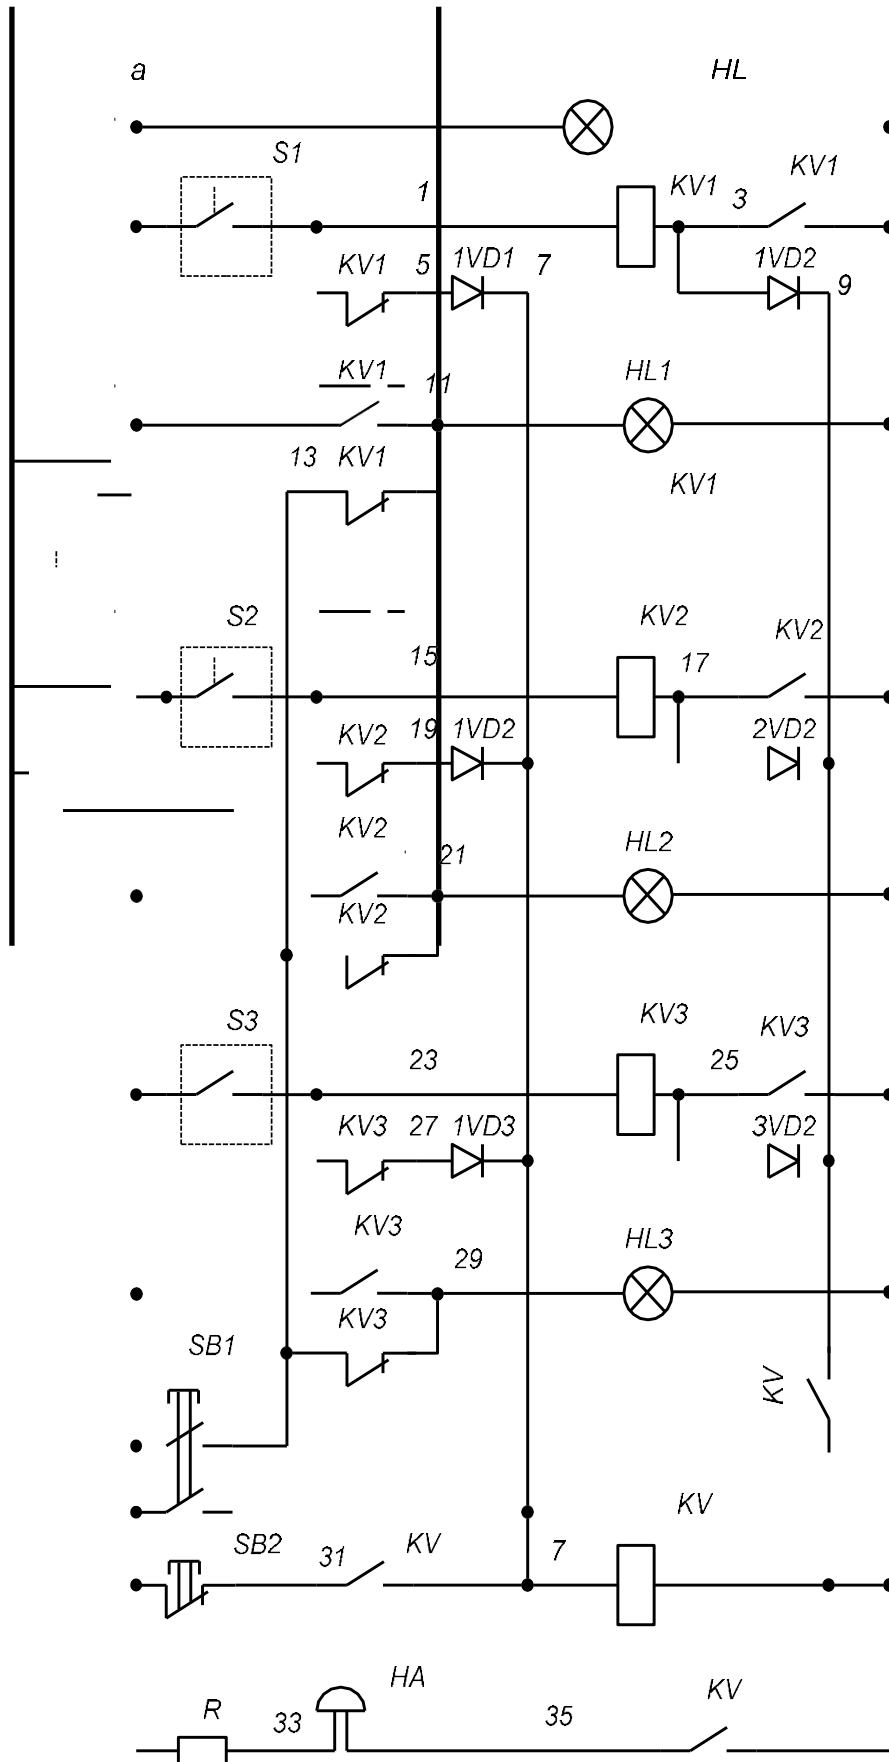 a HL
S1 KV1
1 KV1 3
KV1 5 1VD1 7 1VD2 9
KV1 11 HL1
13 KV1 KV1
S2 KV2 KV2
15 17
KV2 19 1VD2 2VD2
KV2 21 HL2
KV2
S3 KV3 KV3
23 25
KV3 27 1VD3 3VD2
KV3 29 HL3
KV3
SB1 KV
SB2 31 KV 7 KV
R 33 HA 35 KV